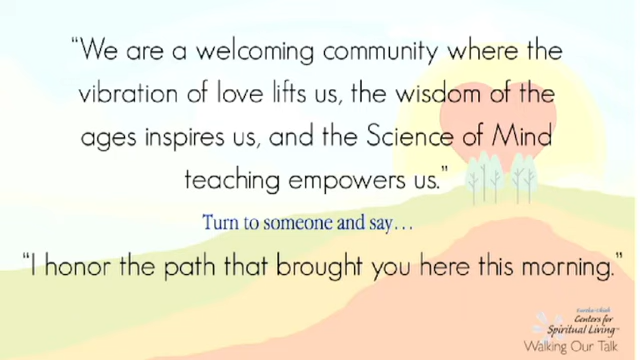 “We are a welcoming community where the
vibration of love lifts us, the wisdom of the
ages inspires us, and the Science of Mind
teaching empowers us.”
Turn to someone and say…
“I honor the path that brought you here this morning.”
Centers for
Spiritual Living™
Walking Our Talk